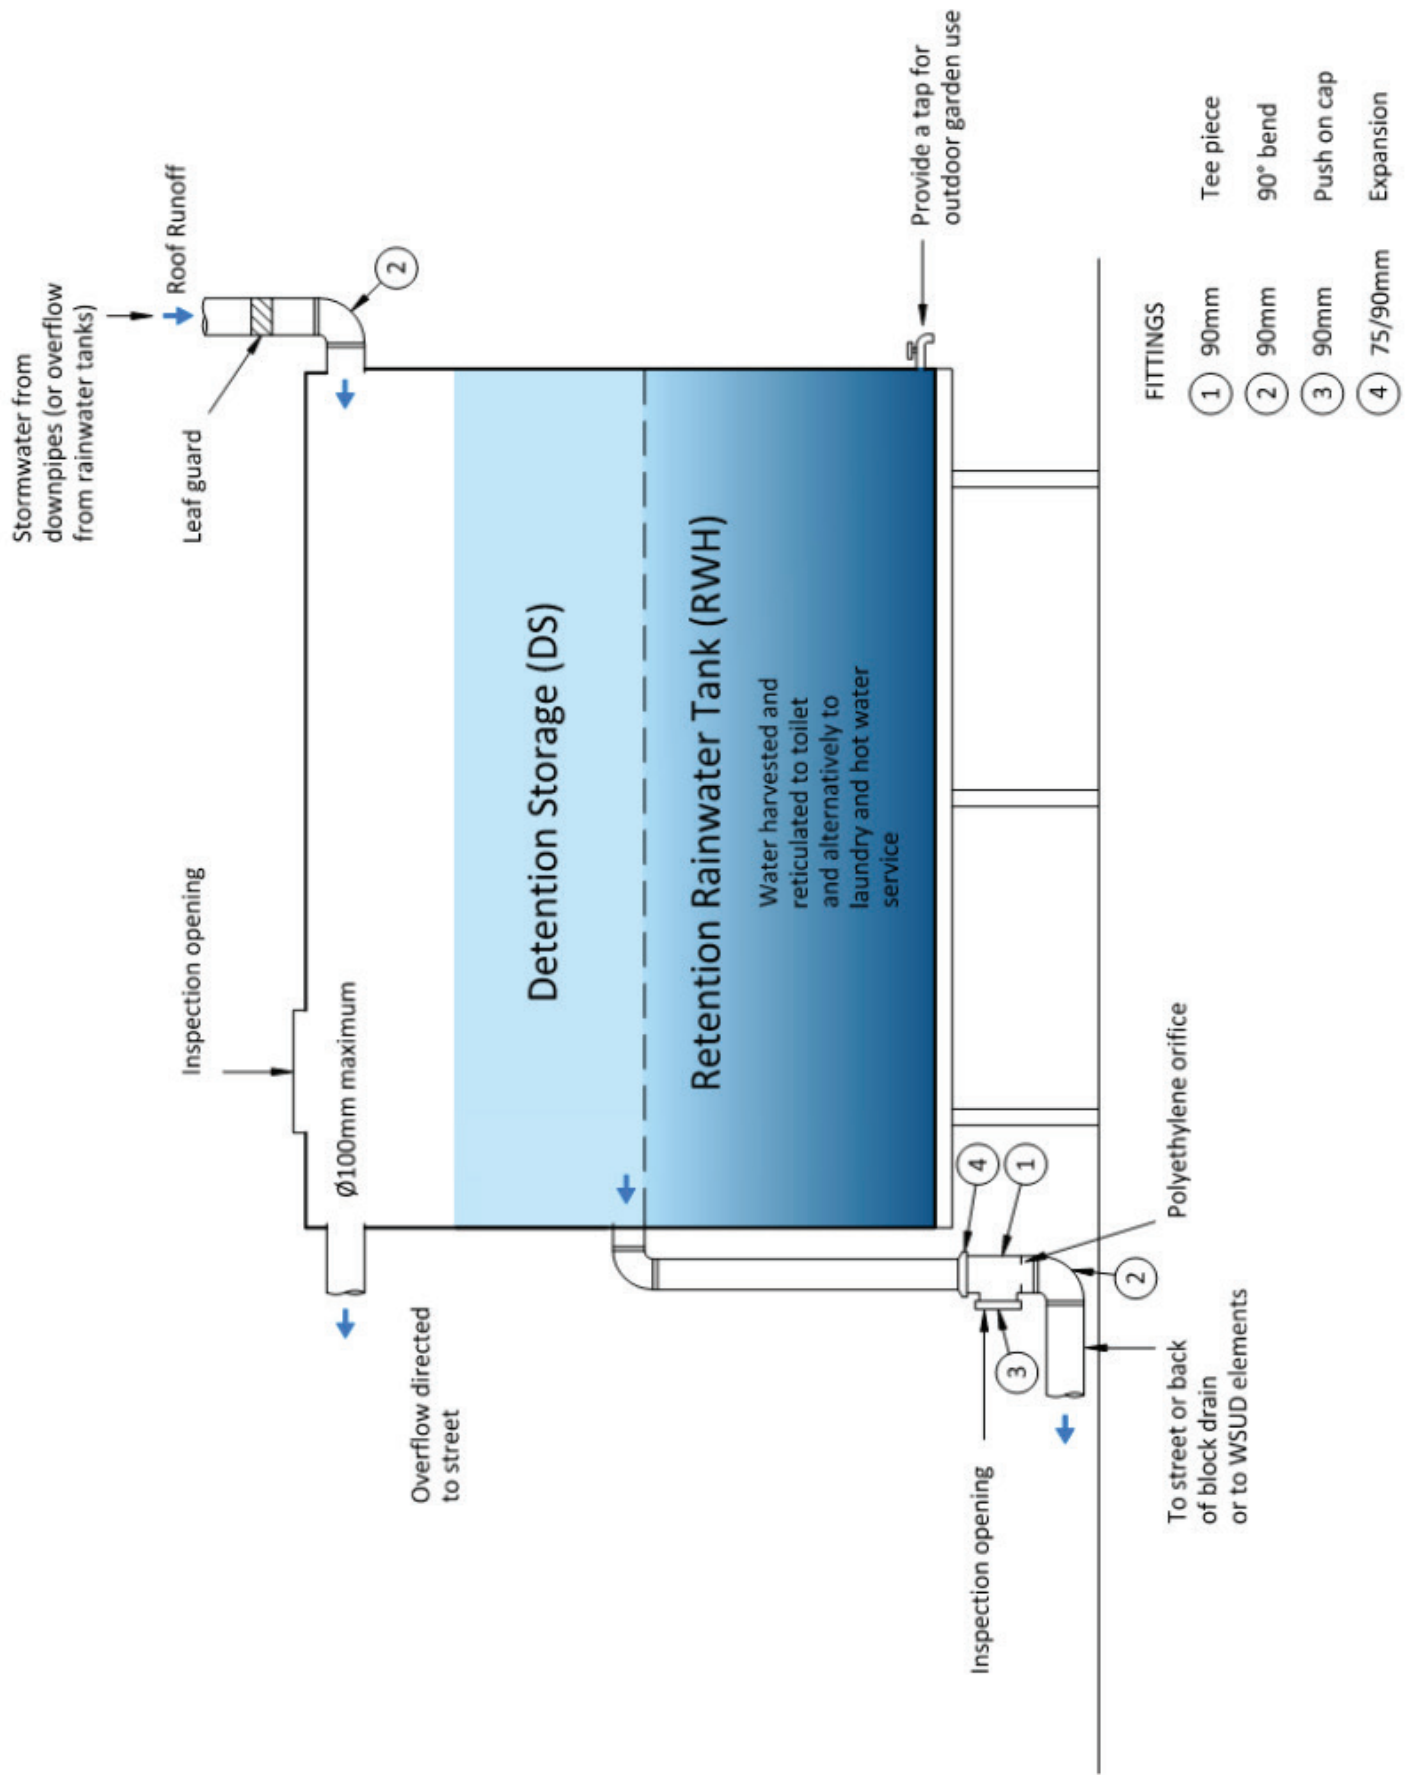 Stormwater from
downpipes (or overflow
from rainwater tanks)
Roof Runoff
Leaf guard
2
Inspection opening
Ø100mm maximum
Overflow directed
to street
Detention Storage (DS)
Retention Rainwater Tank (RWH)
Water harvested and
reticulated to toilet
and alternatively to
laundry and hot water
service
Provide a tap for
outdoor garden use
4
1
Inspection opening
3
2
Polyethylene orifice
To street or back
of block drain
or to WSUD elements
FITTINGS
1 90mm Tee piece
2 90mm 90° bend
3 90mm Push on cap
4 75/90mm Expansion